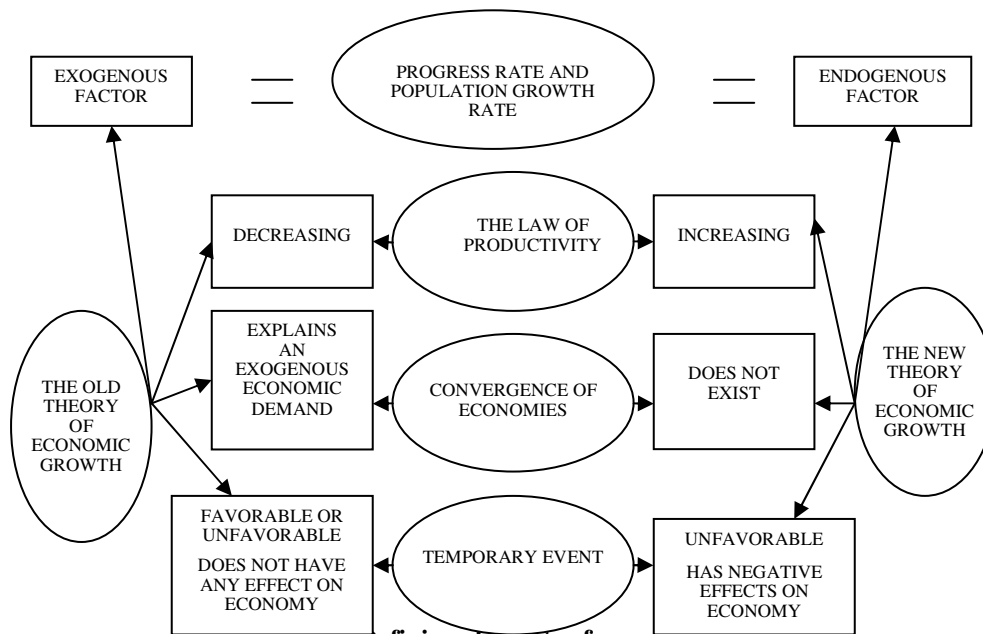 EXOGENOUS
FACTOR
PROGRESS RATE AND
POPULATION GROWTH
RATE
ENDOGENOUS
FACTOR
DECREASING
THE LAW OF
PRODUCTIVITY
INCREASING
THE OLD
THEORY
OF
ECONOMIC
GROWTH
EXPLAINS
AN
EXOGENOUS
ECONOMIC
DEMAND
CONVERGENCE OF
ECONOMIES
DOES NOT
EXIST
THE NEW
THEORY
OF
ECONOMIC
GROWTH
FAVORABLE OR
UNFAVORABLE
DOES NOT HAVE
ANY EFFECT ON
ECONOMY
TEMPORARY EVENT
UNFAVORABLE
HAS NEGATIVE
EFFECTS ON
ECONOMY